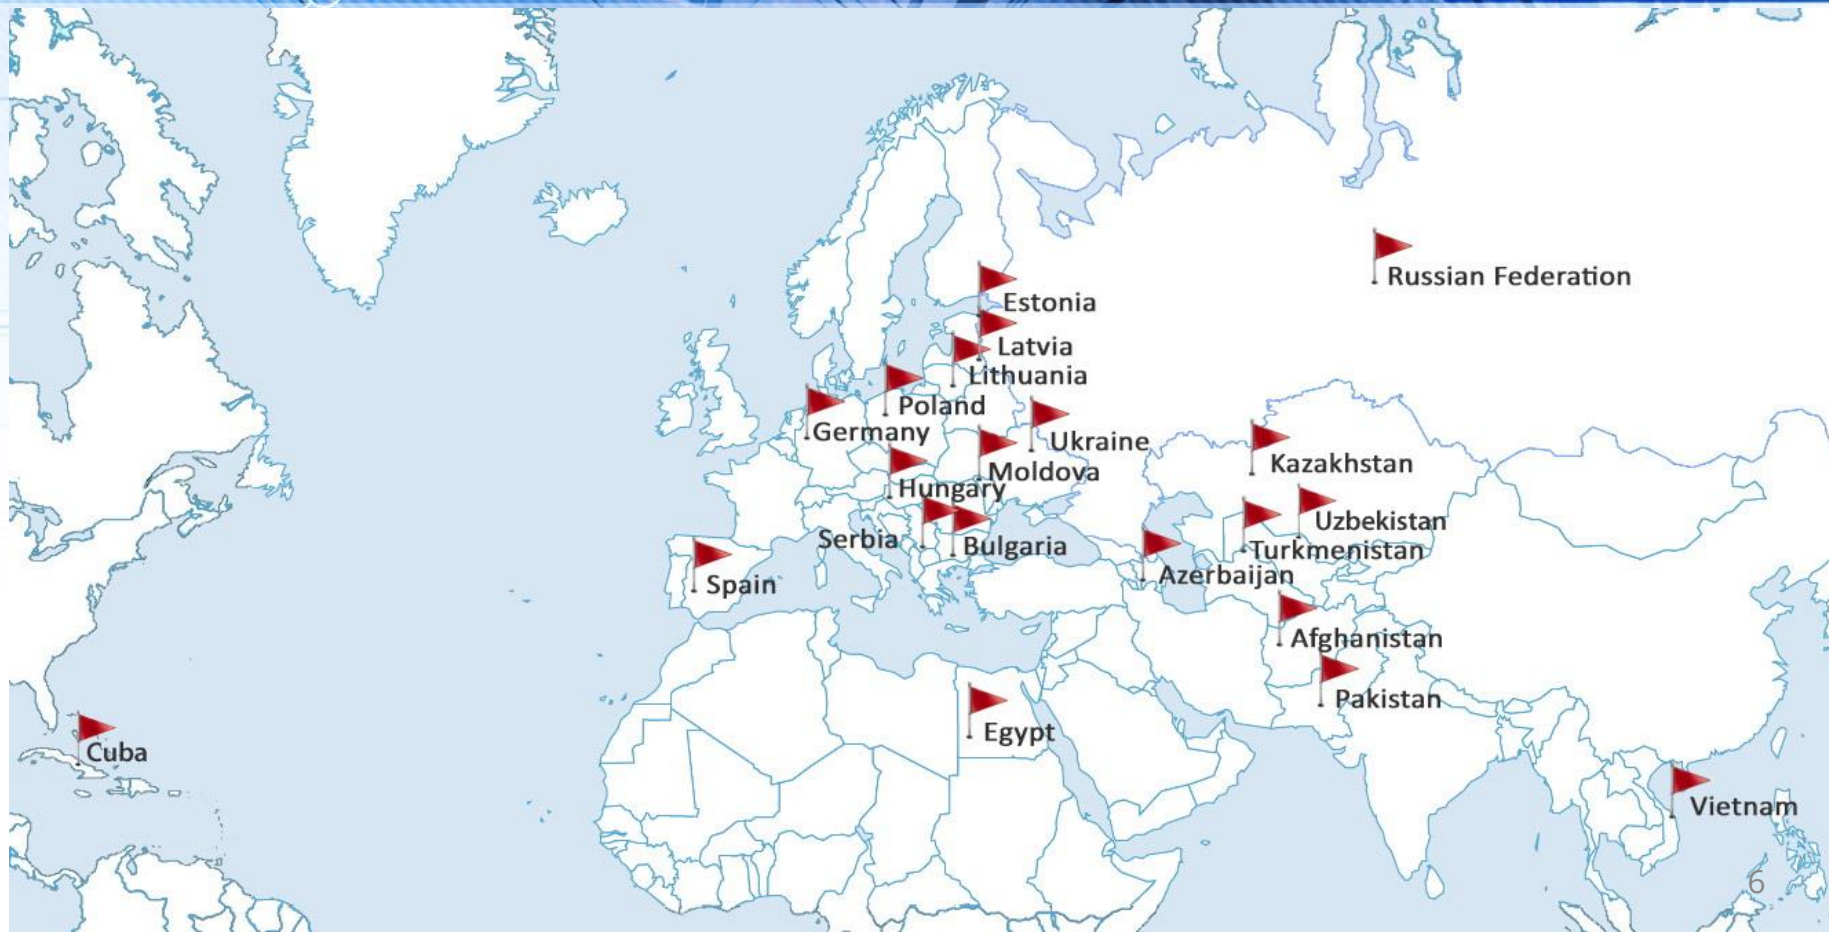 Russian Federation
Estonia
Latvia
Lithuania
Poland
Germany
Ukraine
Kazakhstan
Moldova
Hungary
Uzbekistan
Serbia
Bulgaria
Turkmenistan
Azerbaijan
Spain
Afghanistan
Pakistan
Egypt
Cuba
Vietnam
6